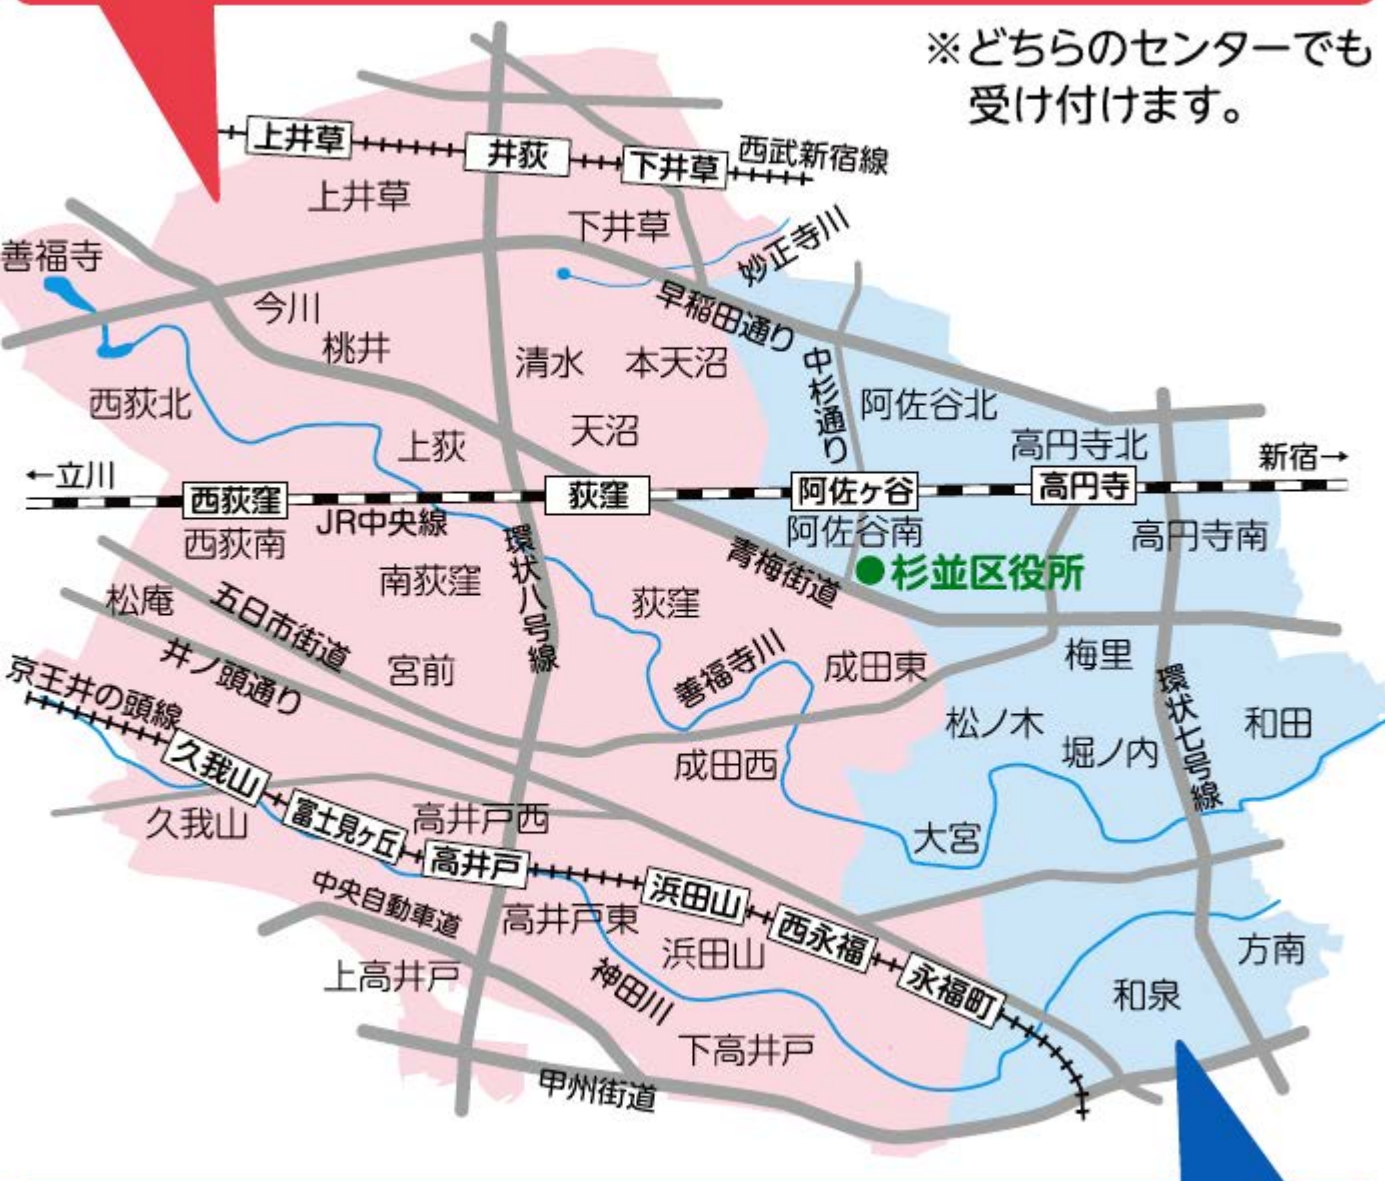 ※どちらのセンターでも
受け付けます。
上井草
井荻
下井草
西武新宿線
上井草
下井草
妙正寺川
善福寺
早稲田通り
今川
桃井
清水
本天沼
中杉通り
西荻北
阿佐谷北
上荻
天沼
高円寺北
←立川
新宿→
西荻窪
荻窪
阿佐ヶ谷
高円寺
JR中央線
西荻南
環状八号線
阿佐谷南
高円寺南
青梅街道
●杉並区役所
南荻窪
荻窪
松庵
五日市街道
井ノ頭通り
宮前
善福寺川
成田東
梅里
環状七号線
京王井の頭線
松ノ木
堀ノ内
和田
久我山
成田西
久我山
富士見ヶ丘
高井戸西
高井戸
大宮
浜田山
中央自動車道
高井戸東
浜田山
西永福
永福町
方南
上高井戸
神田川
和泉
下高井戸
甲州街道